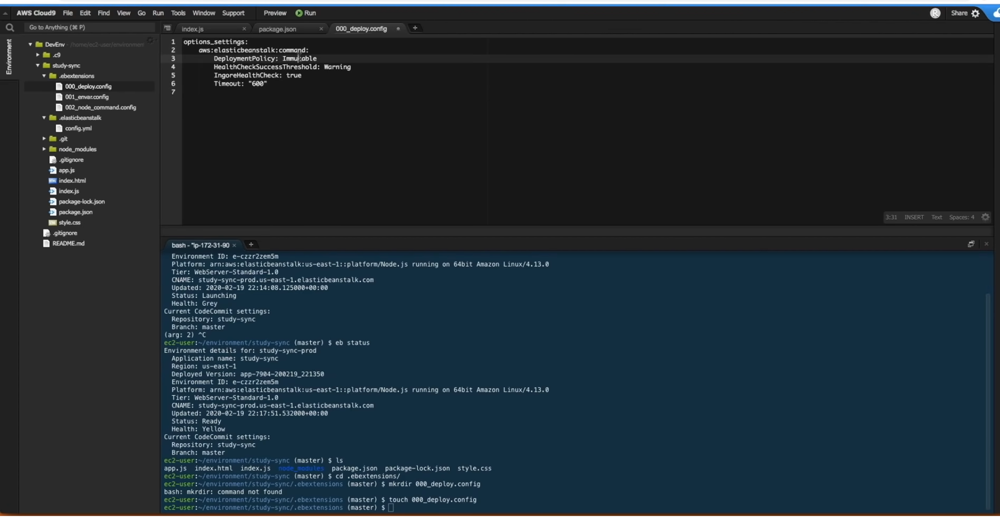 AWS Cloud9 File Edit Find View Go Run Tools Window Support Preview Run R Share
Go to Anything (⌘ P)
index.js
package.json
000_deploy.config
Environment
DevEnv - /home/ec2-user/environment
.c9
study-sync
.ebextensions
000_deploy.config
001_envar.config
002_node_command.config
.elasticbeanstalk
config.yml
.git
node_modules
.gitignore
app.js
index.html
index.js
package-lock.json
package.json
style.css
.gitignore
README.md
1 options_settings:
2 aws:elasticbeanstalk:command:
3 DeploymentPolicy: Immutable
4 HealthCheckSuccessThreshold: Warning
5 IngoreHealthCheck: true
6 Timeout: "600"
7
3:31 INSERT Text Spaces: 4
bash - "ip-172-31-90
Environment ID: e-czzr2zem5m
Platform: arn:aws:elasticbeanstalk:us-east-1::platform/Node.js running on 64bit Amazon Linux/4.13.0
Tier: WebServer-Standard-1.0
CNAME: study-sync-prod.us-east-1.elasticbeanstalk.com
Updated: 2020-02-19 22:14:08.125000+00:00
Status: Launching
Health: Grey
Current CodeCommit settings:
Repository: study-sync
Branch: master
(arg: 2) ^C
ec2-user:~/environment/study-sync (master) $ eb status
Environment details for: study-sync-prod
Application name: study-sync
Region: us-east-1
Deployed Version: app-7904-200219_221350
Environment ID: e-czzr2zem5m
Platform: arn:aws:elasticbeanstalk:us-east-1::platform/Node.js running on 64bit Amazon Linux/4.13.0
Tier: WebServer-Standard-1.0
CNAME: study-sync-prod.us-east-1.elasticbeanstalk.com
Updated: 2020-02-19 22:17:51.532000+00:00
Status: Ready
Health: Yellow
Current CodeCommit settings:
Repository: study-sync
Branch: master
ec2-user:~/environment/study-sync (master) $ ls
app.js index.html index.js node_modules package.json package-lock.json style.css
ec2-user:~/environment/study-sync (master) $ cd .ebextensions/
ec2-user:~/environment/study-sync/.ebextensions (master) $ mkrdir 000_deploy.config
bash: mkrdir: command not found
ec2-user:~/environment/study-sync/.ebextensions (master) $ touch 000_deploy.config
ec2-user:~/environment/study-sync/.ebextensions (master) $